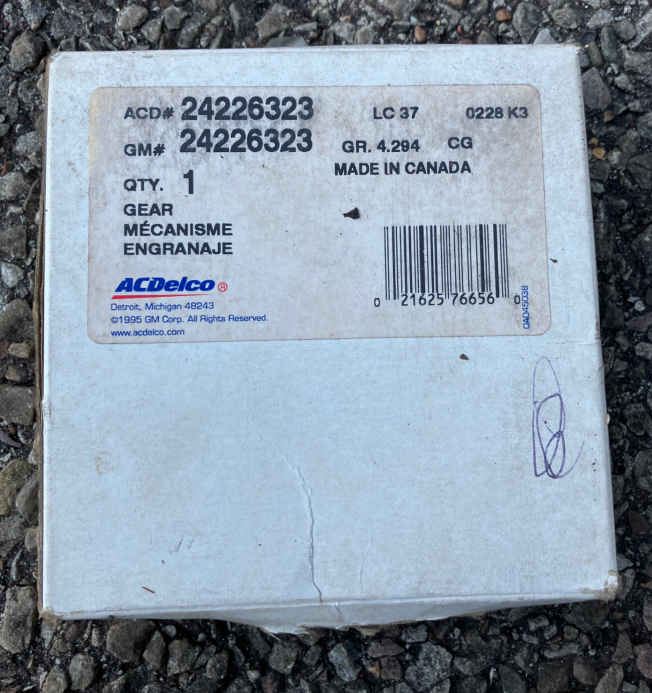 ACD# 24226323 LC 37 0228 K3
GM# 24226323 GR. 4.294 CG
MADE IN CANADA
QTY. 1
GEAR
MÉCANISME
ENGRANAJE
ACDelco ®
Detroit, Michigan 48243
©1995 GM Corp. All Rights Reserved.
www.acdelco.com
0 21625 76656 0
0AD45038